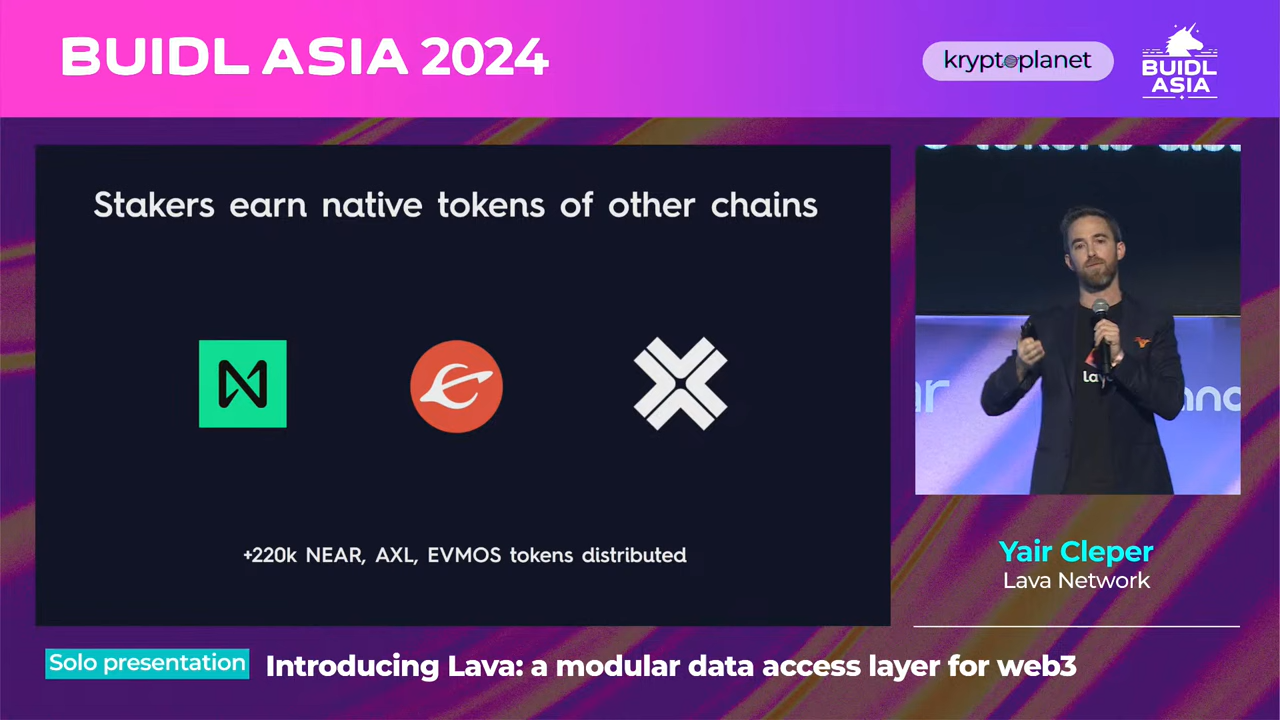 BUIDL ASIA 2024
kryptoplanet
BUIDL
ASIA
Stakers earn native tokens of other chains
+220k NEAR, AXL, EVMOS tokens distributed
Yair Cleper
Lava Network
Solo presentation
Introducing Lava: a modular data access layer for web3